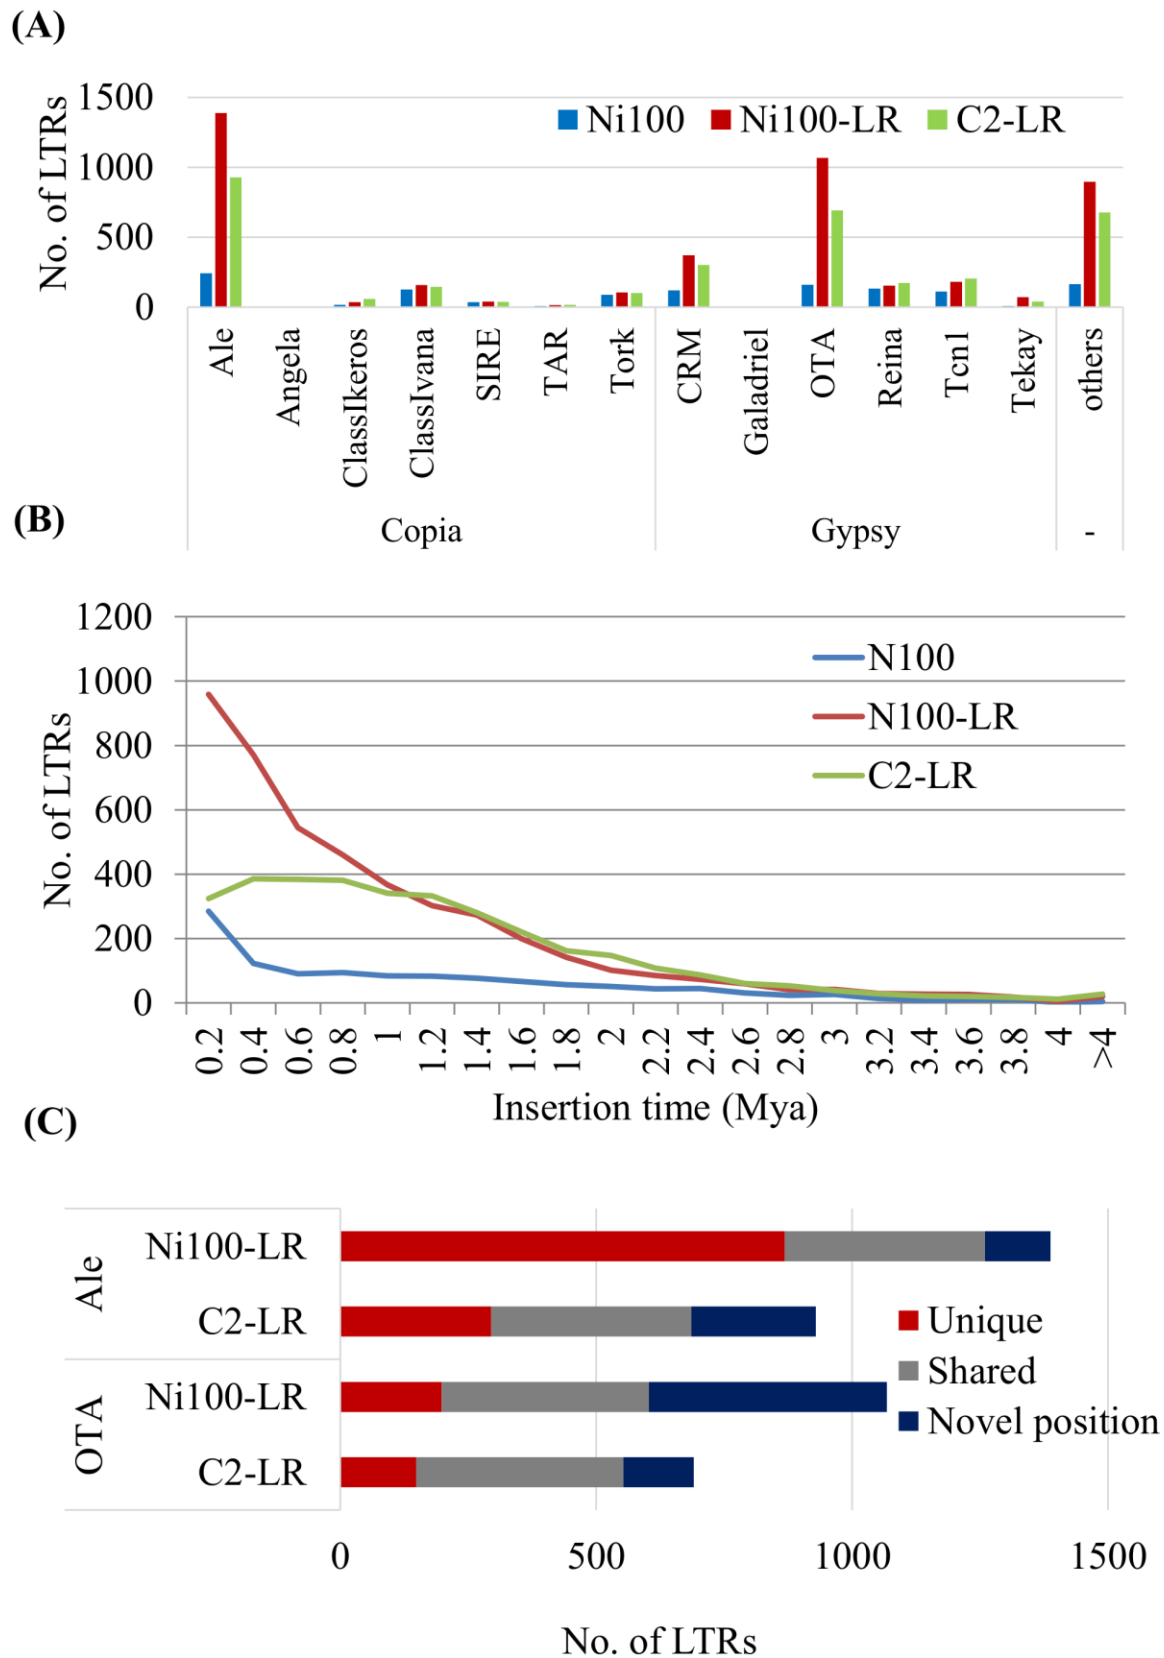 (A)
1500
1000
500
0
No. of LTRs
Ni100 Ni100-LR C2-LR
Ale Angela ClassIkeros ClassIvana SIRE TAR Tork CRM Galadriel OTA Reina Tcn1 Tekay others
Copia Gypsy -
(B)
1200
1000
800
600
400
200
0
No. of LTRs
N100
N100-LR
C2-LR
0.2 0.4 0.6 0.8 1 1.2 1.4 1.6 1.8 2 2.2 2.4 2.6 2.8 3 3.2 3.4 3.6 3.8 4 >4
Insertion time (Mya)
(C)
Ale
Ni100-LR
C2-LR
OTA
Ni100-LR
C2-LR
Unique
Shared
Novel position
0 500 1000 1500
No. of LTRs